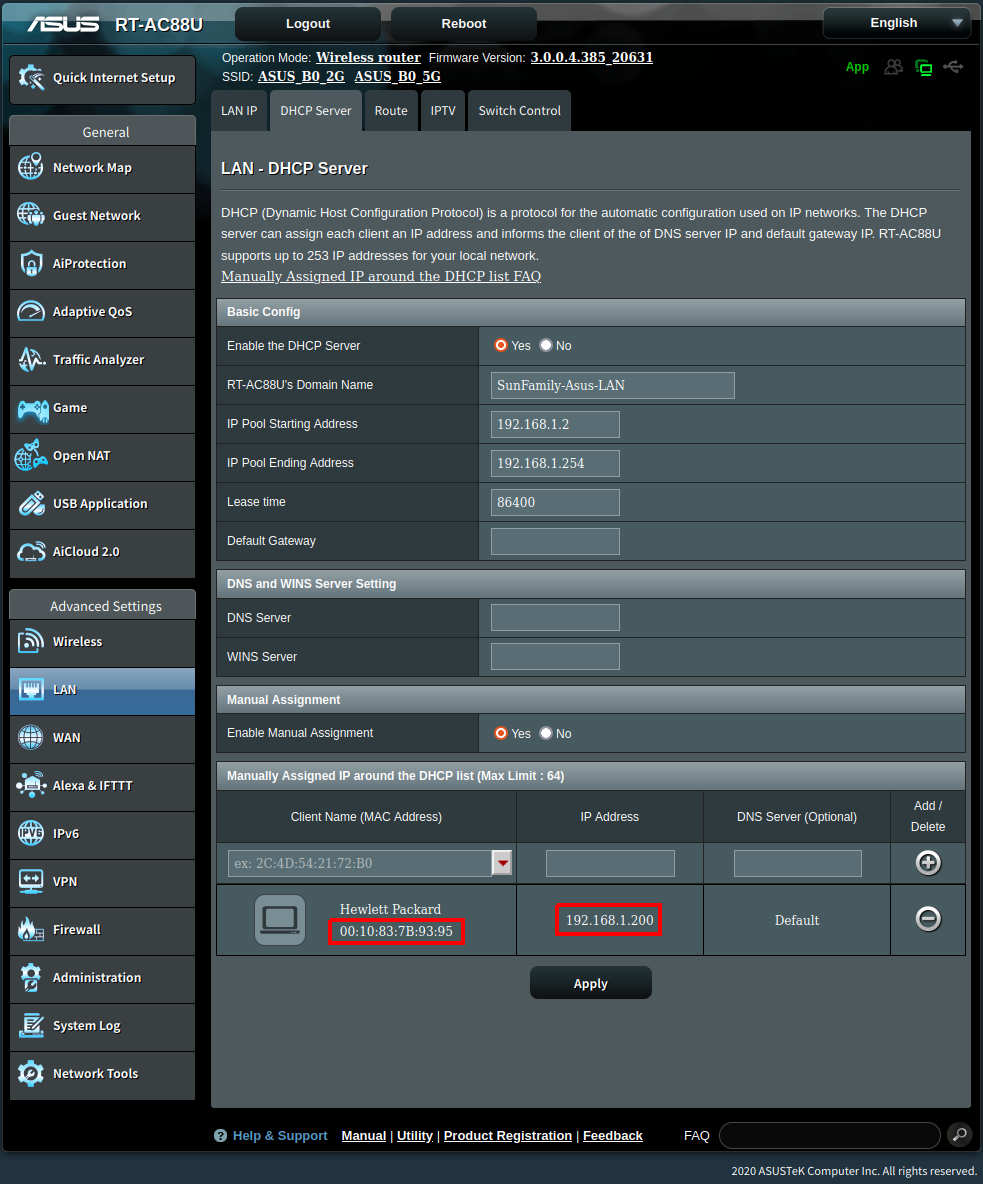 ASUS RT-AC88U Logout Reboot English
Quick Internet Setup
General
Network Map
Guest Network
AiProtection
Adaptive QoS
Traffic Analyzer
Game
Open NAT
USB Application
AiCloud 2.0
Advanced Settings
Wireless
LAN
WAN
Alexa & IFTTT
IPv6
VPN
Firewall
Administration
System Log
Network Tools
Operation Mode: Wireless router Firmware Version: 3.0.0.4.385_20631
SSID: ASUS_B0_2G ASUS_B0_5G
App
LAN IP DHCP Server Route IPTV Switch Control
LAN - DHCP Server
DHCP (Dynamic Host Configuration Protocol) is a protocol for the automatic configuration used on IP networks. The DHCP
server can assign each client an IP address and informs the client of the of DNS server IP and default gateway IP. RT-AC88U
supports up to 253 IP addresses for your local network.
Manually Assigned IP around the DHCP list FAQ
Basic Config
Enable the DHCP Server Yes No
RT-AC88U's Domain Name SunFamily-Asus-LAN
IP Pool Starting Address 192.168.1.2
IP Pool Ending Address 192.168.1.254
Lease time 86400
Default Gateway
DNS and WINS Server Setting
DNS Server
WINS Server
Manual Assignment
Enable Manual Assignment Yes No
Manually Assigned IP around the DHCP list (Max Limit : 64)
Client Name (MAC Address) IP Address DNS Server (Optional) Add /
Delete
ex: 2C:4D:54:21:72:B0
Hewlett Packard
00:10:83:7B:93:95 192.168.1.200 Default
Apply
Help & Support Manual | Utility | Product Registration | Feedback FAQ
2020 ASUSTeK Computer Inc. All rights reserved.